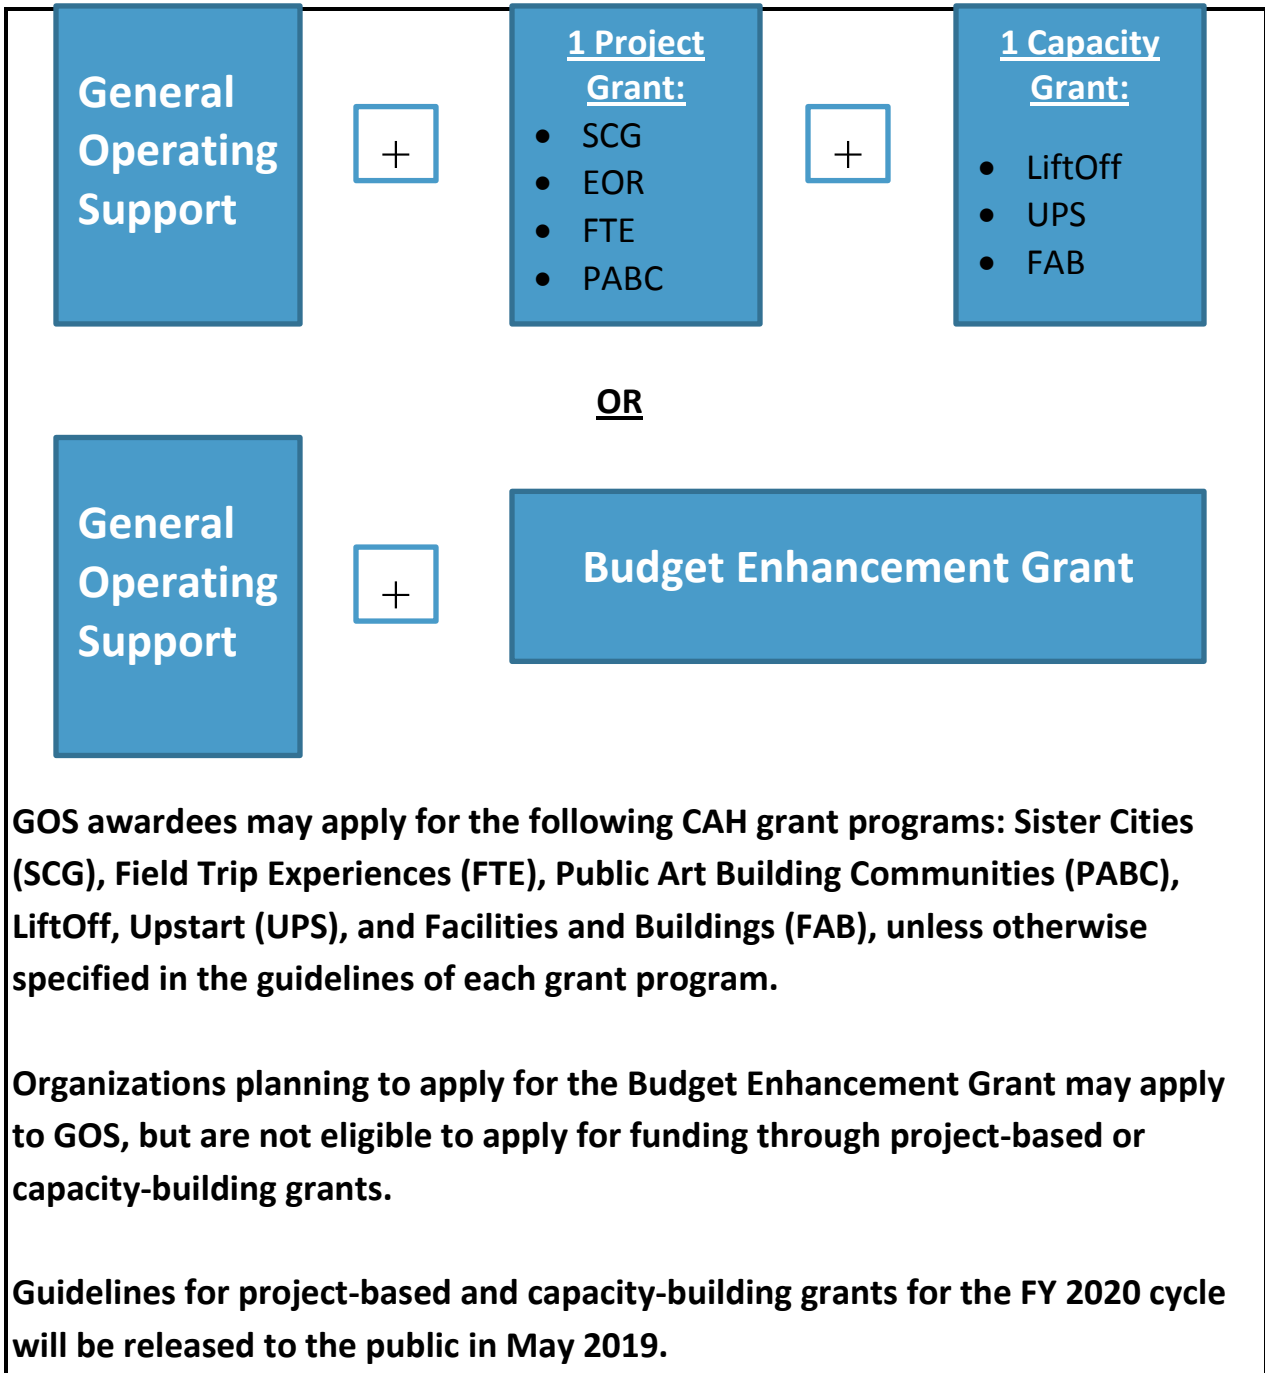 General
Operating
Support
+
1 Project
Grant:
• SCG
• EOR
• FTE
• PABC
+
1 Capacity
Grant:
• LiftOff
• UPS
• FAB
OR
General
Operating
Support
+
Budget Enhancement Grant
GOS awardees may apply for the following CAH grant programs: Sister Cities
(SCG), Field Trip Experiences (FTE), Public Art Building Communities (PABC),
LiftOff, Upstart (UPS), and Facilities and Buildings (FAB), unless otherwise
specified in the guidelines of each grant program.
Organizations planning to apply for the Budget Enhancement Grant may apply
to GOS, but are not eligible to apply for funding through project-based or
capacity-building grants.
Guidelines for project-based and capacity-building grants for the FY 2020 cycle
will be released to the public in May 2019.